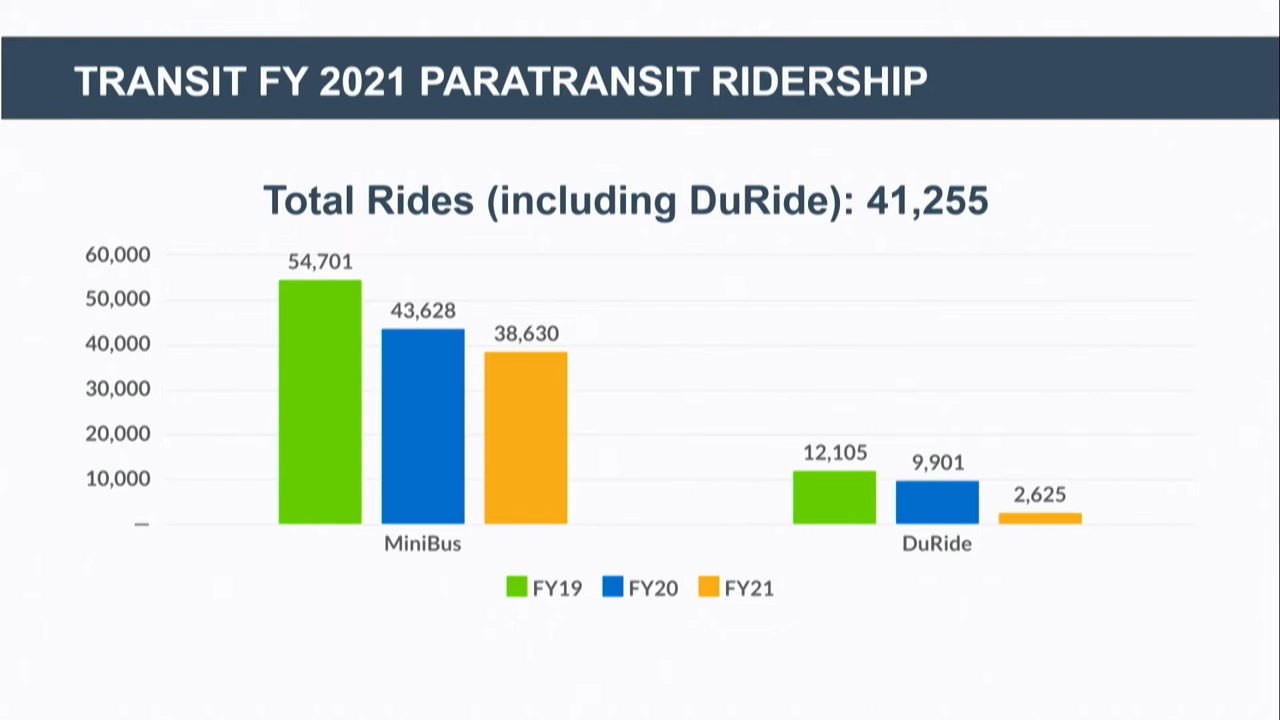 TRANSIT FY 2021 PARATRANSIT RIDERSHIP
Total Rides (including DuRide): 41,255
60,000
50,000
40,000
30,000
20,000
10,000
–
54,701
43,628
38,630
12,105
9,901
2,625
MiniBus
DuRide
FY19 FY20 FY21